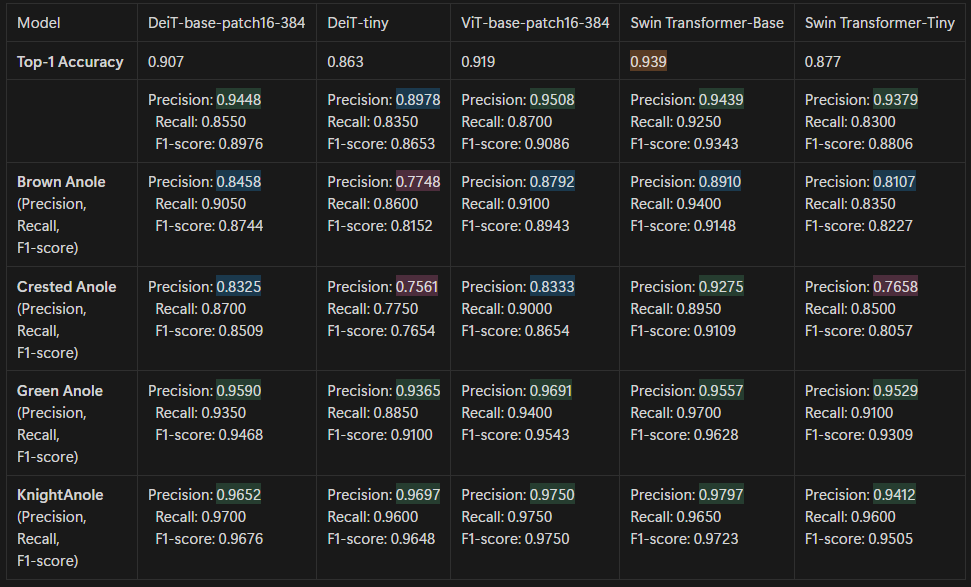 Model DeiT-base-patch16-384 DeiT-tiny ViT-base-patch16-384 Swin Transformer-Base Swin Transformer-Tiny
Top-1 Accuracy 0.907 0.863 0.919 0.939 0.877
Precision: 0.9448 Precision: 0.8978 Precision: 0.9508 Precision: 0.9439 Precision: 0.9379
Recall: 0.8550 Recall: 0.8350 Recall: 0.8700 Recall: 0.9250 Recall: 0.8300
F1-score: 0.8976 F1-score: 0.8653 F1-score: 0.9086 F1-score: 0.9343 F1-score: 0.8806
Brown Anole Precision: 0.8458 Precision: 0.7748 Precision: 0.8792 Precision: 0.8910 Precision: 0.8107
(Precision, Recall: 0.9050 Recall: 0.8600 Recall: 0.9100 Recall: 0.9400 Recall: 0.8350
Recall, F1-score: 0.8744 F1-score: 0.8152 F1-score: 0.8943 F1-score: 0.9148 F1-score: 0.8227
F1-score)
Crested Anole Precision: 0.8325 Precision: 0.7561 Precision: 0.8333 Precision: 0.9275 Precision: 0.7658
(Precision, Recall: 0.8700 Recall: 0.7750 Recall: 0.9000 Recall: 0.8950 Recall: 0.8500
Recall, F1-score: 0.8509 F1-score: 0.7654 F1-score: 0.8654 F1-score: 0.9109 F1-score: 0.8057
F1-score)
Green Anole Precision: 0.9590 Precision: 0.9365 Precision: 0.9691 Precision: 0.9557 Precision: 0.9529
(Precision, Recall: 0.9350 Recall: 0.8850 Recall: 0.9400 Recall: 0.9700 Recall: 0.9100
Recall, F1-score: 0.9468 F1-score: 0.9100 F1-score: 0.9543 F1-score: 0.9628 F1-score: 0.9309
F1-score)
KnightAnole Precision: 0.9652 Precision: 0.9697 Precision: 0.9750 Precision: 0.9797 Precision: 0.9412
(Precision, Recall: 0.9700 Recall: 0.9600 Recall: 0.9750 Recall: 0.9650 Recall: 0.9600
Recall, F1-score: 0.9676 F1-score: 0.9648 F1-score: 0.9750 F1-score: 0.9723 F1-score: 0.9505
F1-score)